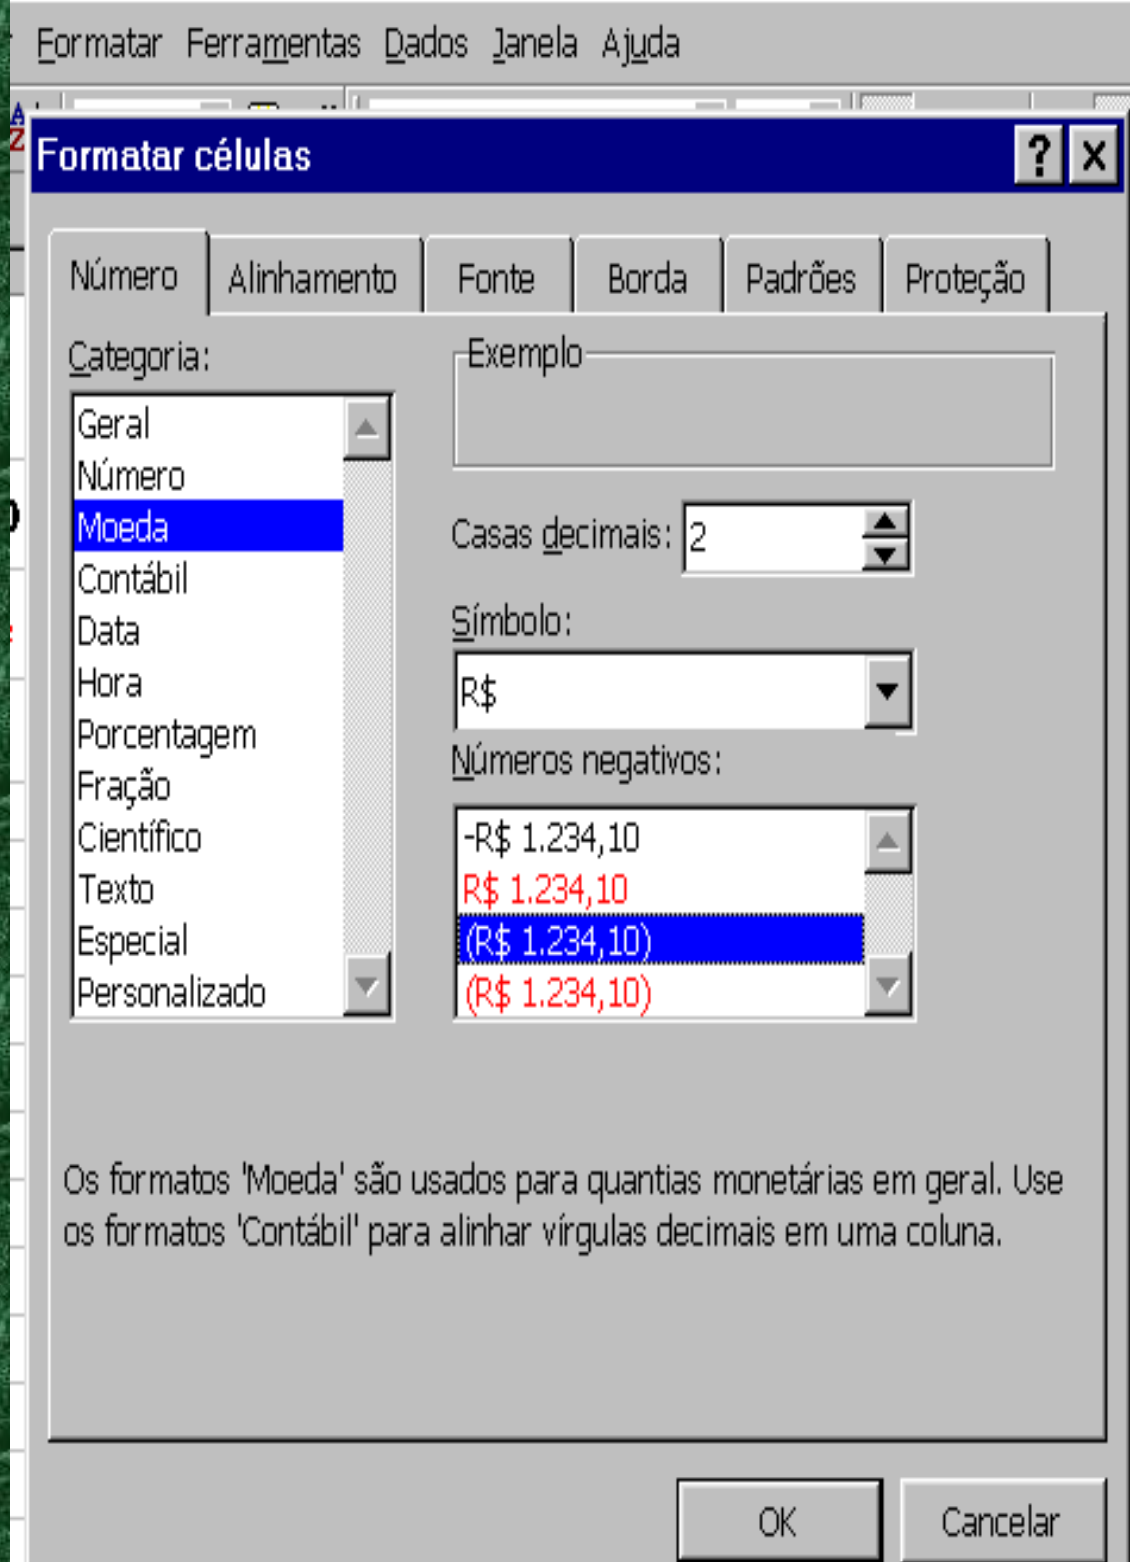 Formatar Ferramentas Dados Janela Ajuda
Formatar células
Número Alinhamento Fonte Borda Padrões Proteção
Categoria:
Geral
Número
Moeda
Contábil
Data
Hora
Porcentagem
Fração
Científico
Texto
Especial
Personalizado
Exemplo
Casas decimais: 2
Símbolo:
R$
Números negativos:
-R$ 1.234,10
R$ 1.234,10
(R$ 1.234,10)
(R$ 1.234,10)
Os formatos 'Moeda' são usados para quantias monetárias em geral. Use
os formatos 'Contábil' para alinhar vírgulas decimais em uma coluna.
OK Cancelar